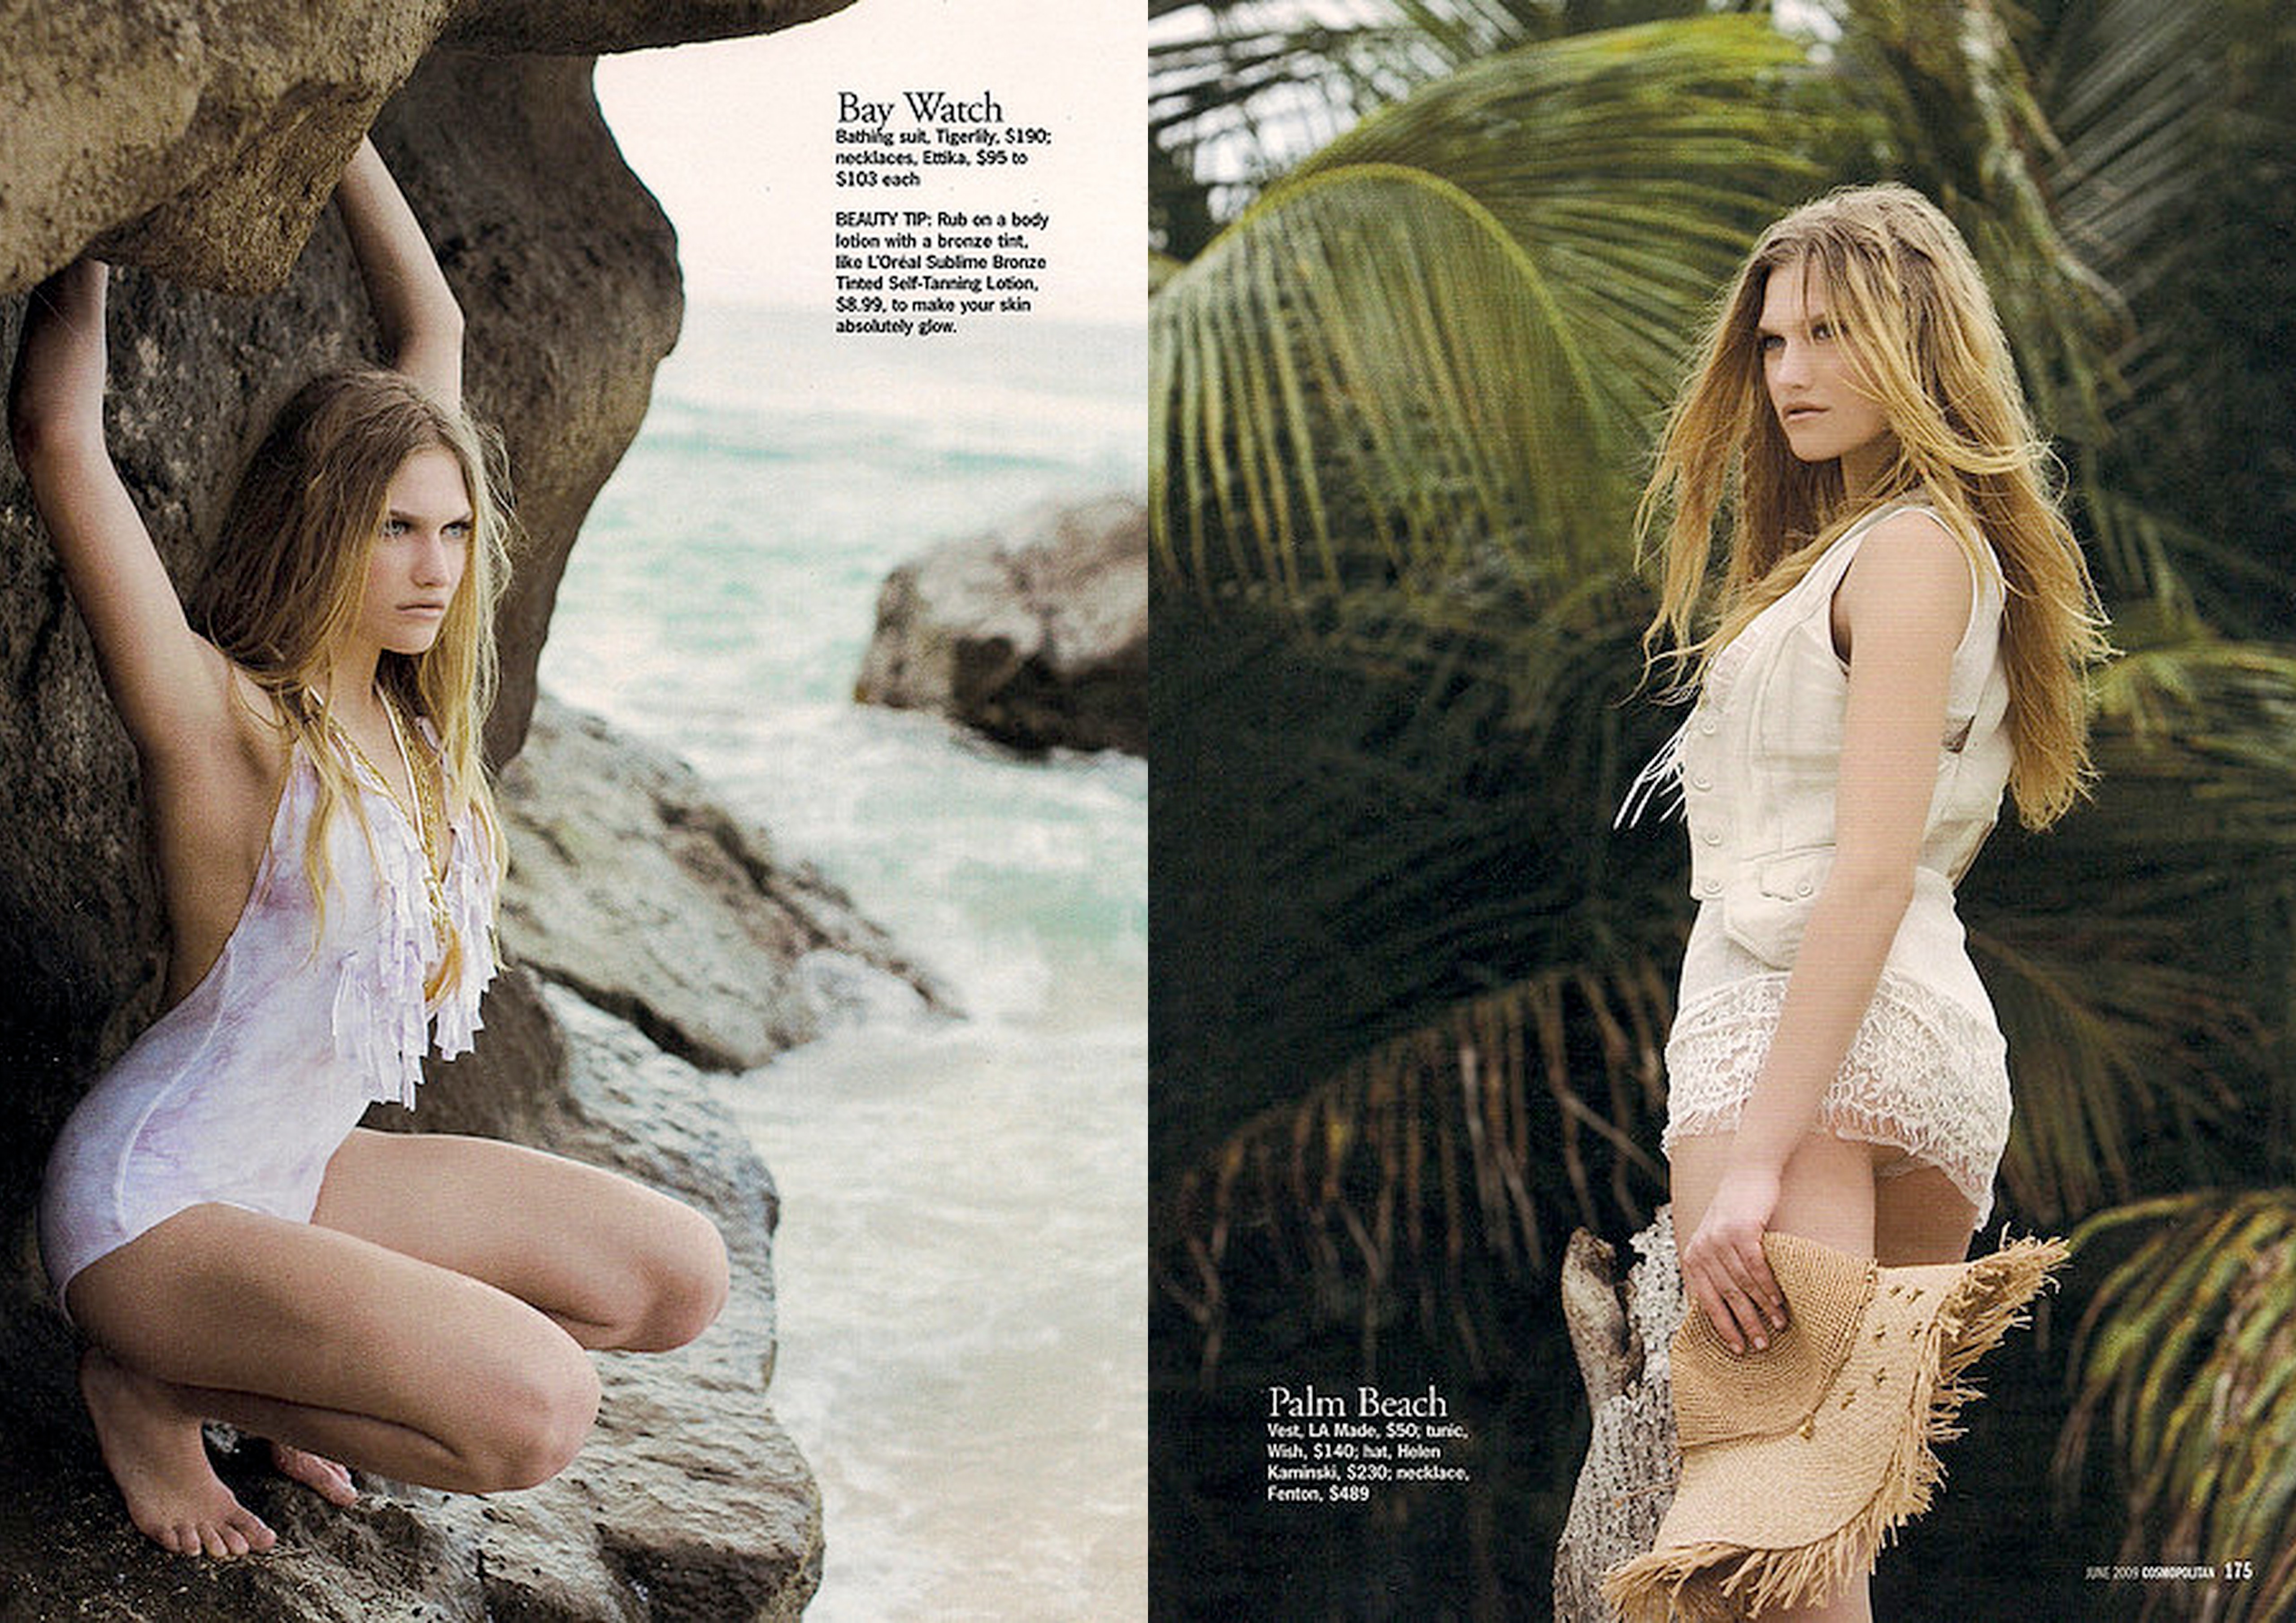 Bay Watch
Bathing suit, Tigerlily, $190;
necklaces, Ettika, $95 to
$103 each
BEAUTY TIP: Rub on a body
lotion with a bronze tint,
like L'Oréal Sublime Bronze
Tinted Self-Tanning Lotion,
$8.99, to make your skin
absolutely glow.
Palm Beach
Vest, LA Made, $50; tunic,
Wish, $140; hat, Helen
Kaminski, $230; necklace,
Fenton, $489
JUNE 2009 COSMOPOLITAN 175